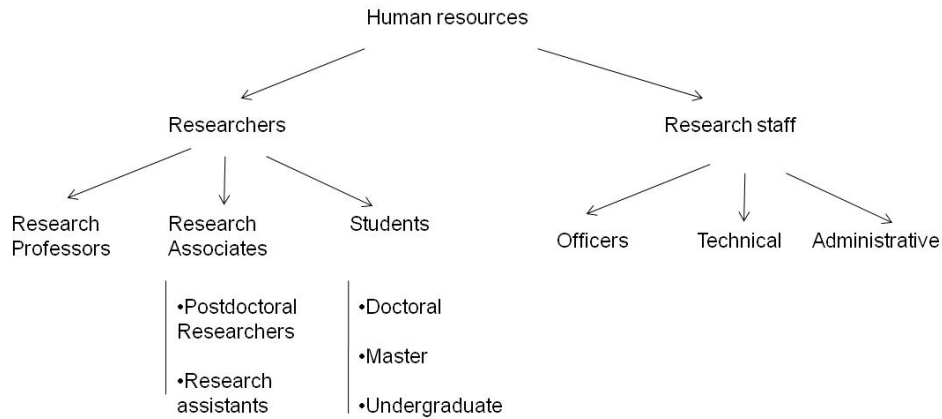 Human resources
Researchers
Research staff
Research
Professors
Research
Associates
Students
Officers
Technical
Administrative
•Postdoctoral
Researchers
•Research
assistants
•Doctoral
•Master
•Undergraduate